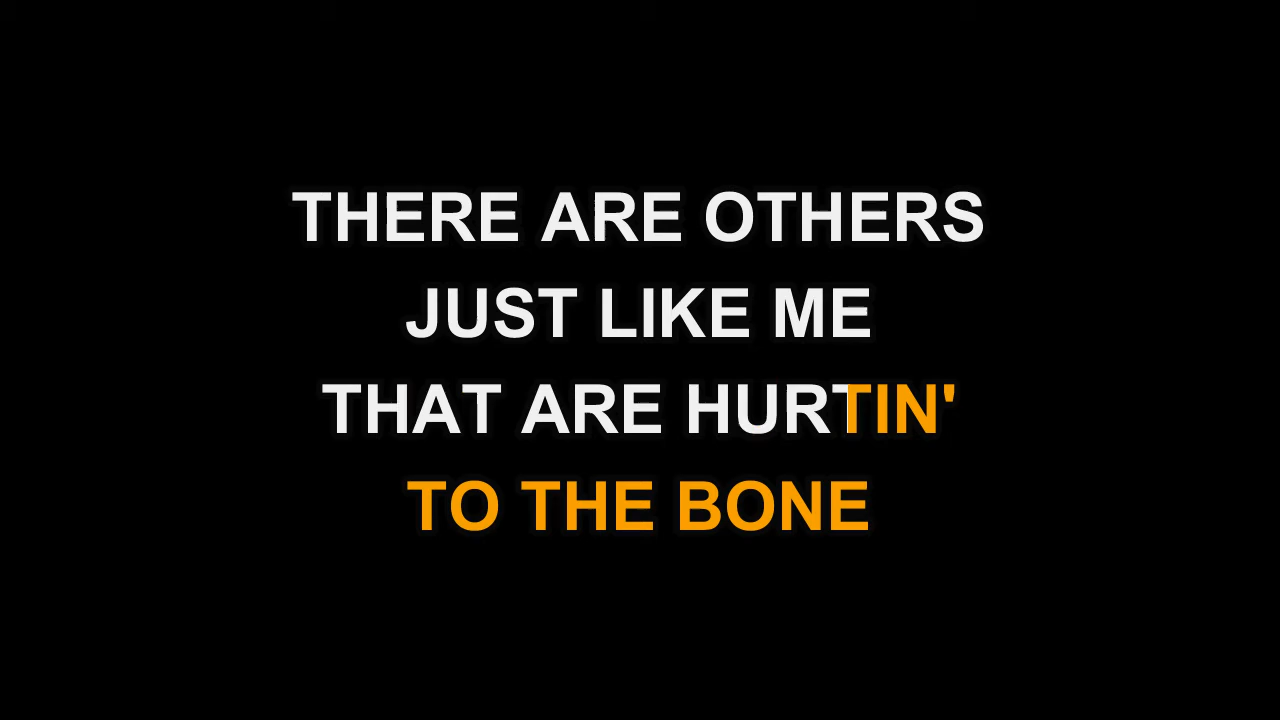 THERE ARE OTHERS
JUST LIKE ME
THAT ARE HURTIN'
TO THE BONE